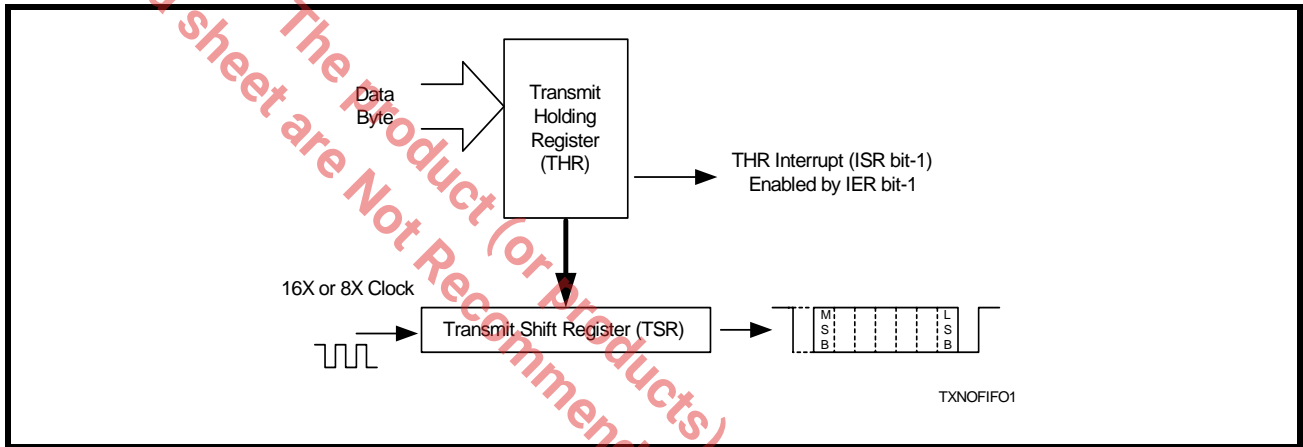 The product (or products)
d sheet are Not Recommend
Data
Byte
Transmit
Holding
Register
(THR)
THR Interrupt (ISR bit-1)
Enabled by IER bit-1
16X or 8X Clock
Transmit Shift Register (TSR)
M
S
B
L
S
B
TXNOFIFO1